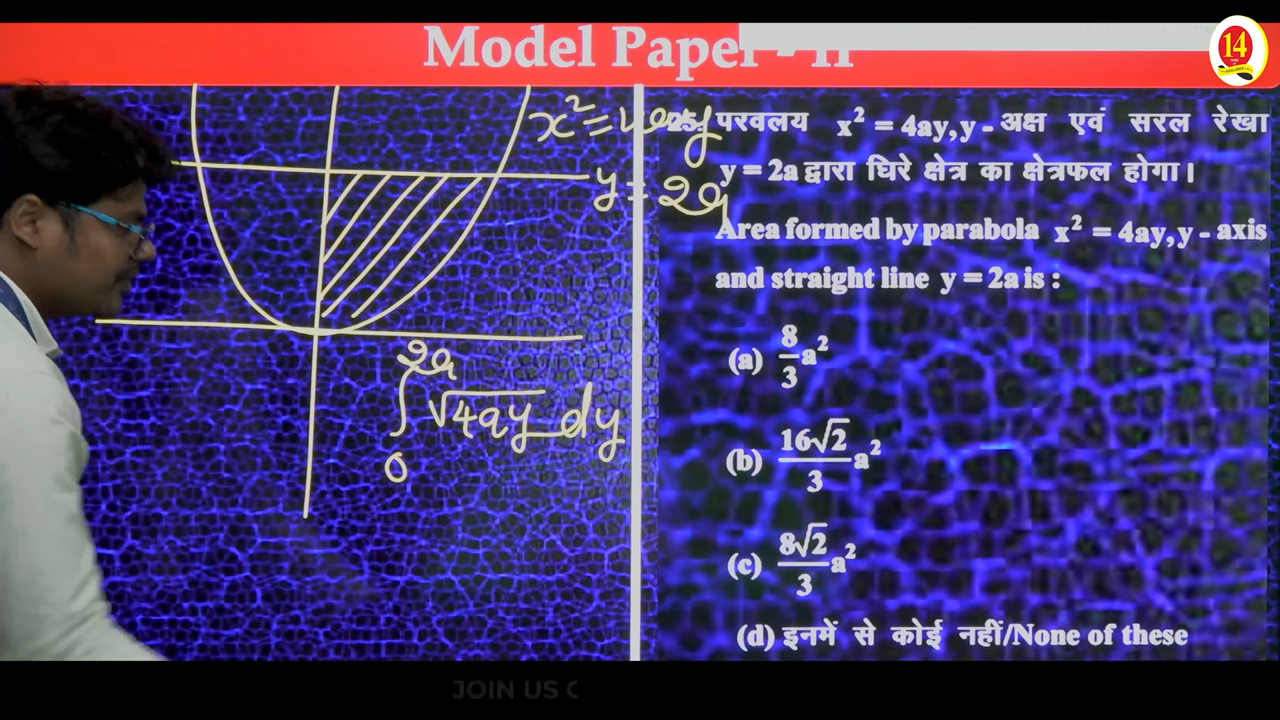 Model Paper - II
14
25. परवलय x² = 4ay, y - अक्ष एवं सरल रेखा
y = 2a द्वारा घिरे क्षेत्र का क्षेत्रफल होगा।
Area formed by parabola x² = 4ay, y - axis
and straight line y = 2a is :
(a) 8/3 a²
(b) 16√2/3 a²
(c) 8√2/3 a²
(d) इनमें से कोई नहीं/None of these
x² = 4ay
y = 2a
∫₀²ᵃ √4ay dy
JOIN US